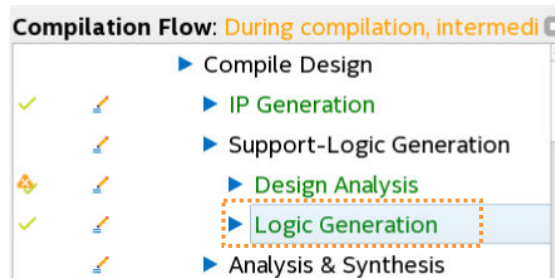 Compilation Flow: During compilation, intermedi
Compile Design
IP Generation
Support-Logic Generation
Design Analysis
Logic Generation
Analysis & Synthesis